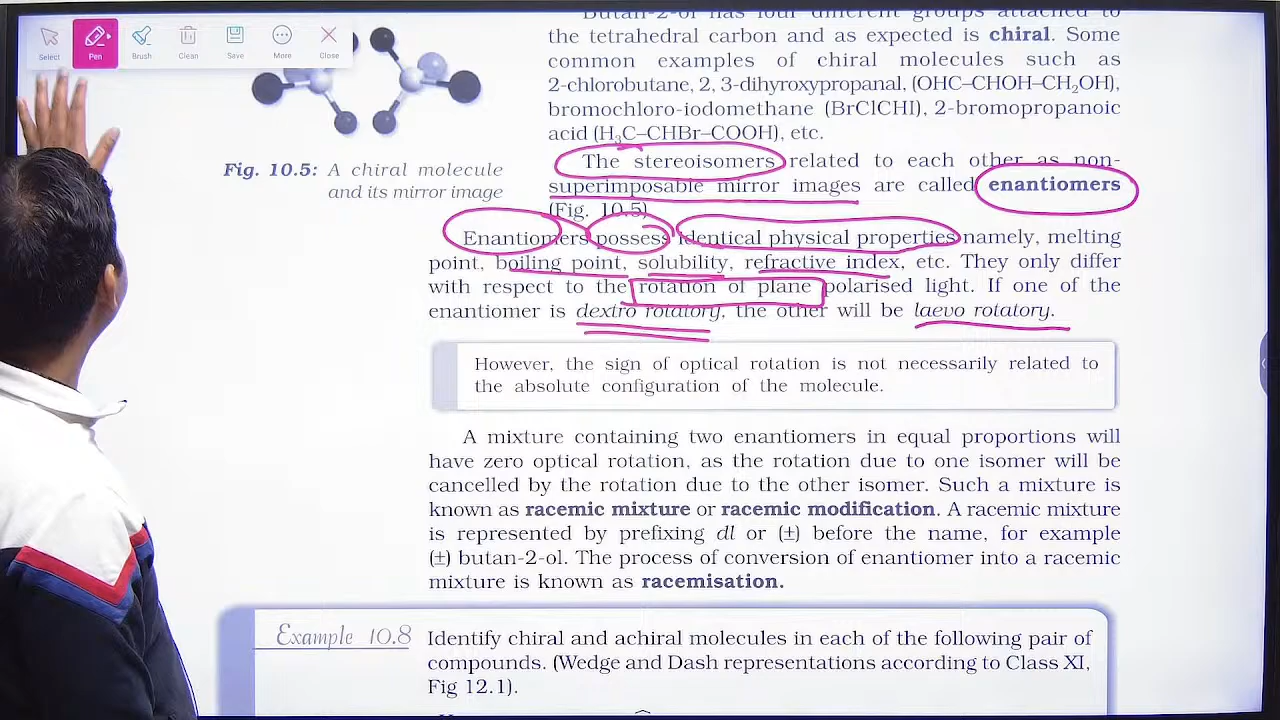 Select Pen Brush Clean Save More Close
Butan-2-ol has four different groups attached to
the tetrahedral carbon and as expected is chiral. Some
common examples of chiral molecules such as
2-chlorobutane, 2, 3-dihyroxypropanal, (OHC–CHOH–CH₂OH),
bromochloro-iodomethane (BrClCHI), 2-bromopropanoic
acid (H₃C–CHBr–COOH), etc.
Fig. 10.5: A chiral molecule
and its mirror image
The stereoisomers related to each other as non-
superimposable mirror images are called enantiomers
(Fig. 10.5)
Enantiomers possess identical physical properties namely, melting
point, boiling point, solubility, refractive index, etc. They only differ
with respect to the rotation of plane polarised light. If one of the
enantiomer is dextro rotatory, the other will be laevo rotatory.
However, the sign of optical rotation is not necessarily related to
the absolute configuration of the molecule.
A mixture containing two enantiomers in equal proportions will
have zero optical rotation, as the rotation due to one isomer will be
cancelled by the rotation due to the other isomer. Such a mixture is
known as racemic mixture or racemic modification. A racemic mixture
is represented by prefixing dl or (±) before the name, for example
(±) butan-2-ol. The process of conversion of enantiomer into a racemic
mixture is known as racemisation.
Example 10.8
Identify chiral and achiral molecules in each of the following pair of
compounds. (Wedge and Dash representations according to Class XI,
Fig 12.1).